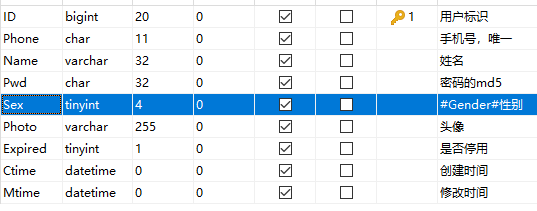 ID bigint 20 0 1 用户标识
Phone char 11 0 手机号，唯一
Name varchar 32 0 姓名
Pwd char 32 0 密码的md5
Sex tinyint 4 0 #Gender#性别
Photo varchar 255 0 头像
Expired tinyint 1 0 是否停用
Ctime datetime 0 0 创建时间
Mtime datetime 0 0 修改时间